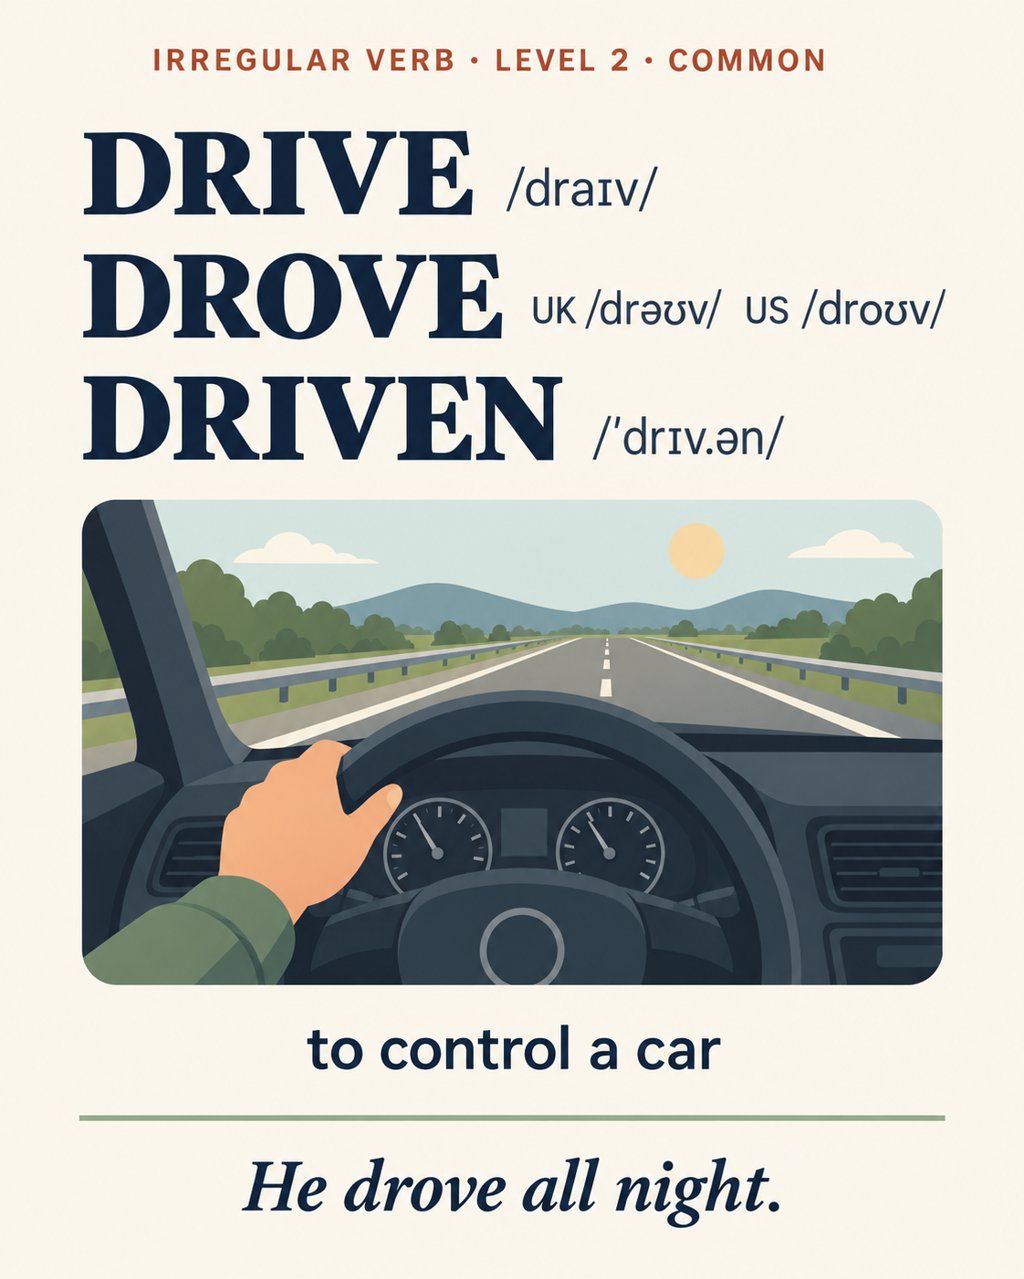 IRREGULAR VERB · LEVEL 2 · COMMON
DRIVE /draɪv/
DROVE UK /drəʊv/ US /droʊv/
DRIVEN /ˈdrɪv.ən/
to control a car
He drove all night.